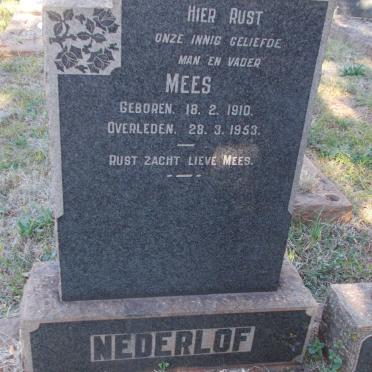 HIER RUST
ONZE INNIG GELIEFDE
MAN EN VADER
MEES
GEBOREN. 18. 2. 1910.
OVERLEDEN. 28. 3. 1953.
RUST ZACHT LIEVE MEES.
NEDERLOF